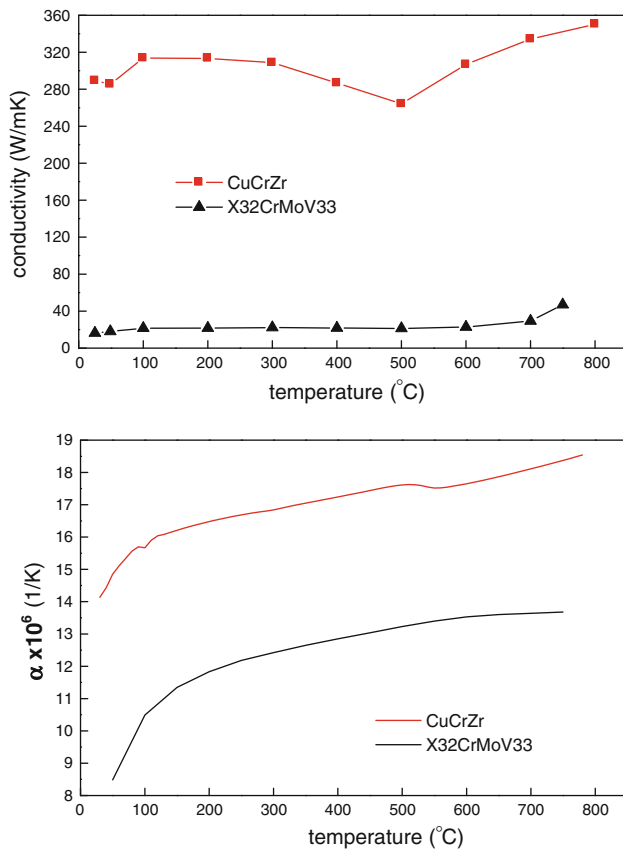 360
320
280
240
200
160
120
80
40
0
conductivity (W/mK)
CuCrZr
X32CrMoV33
0 100 200 300 400 500 600 700 800
temperature (°C)
19
18
17
16
15
14
13
12
11
10
9
8
α x10⁶ (1/K)
CuCrZr
X32CrMoV33
0 100 200 300 400 500 600 700 800
temperature (°C)